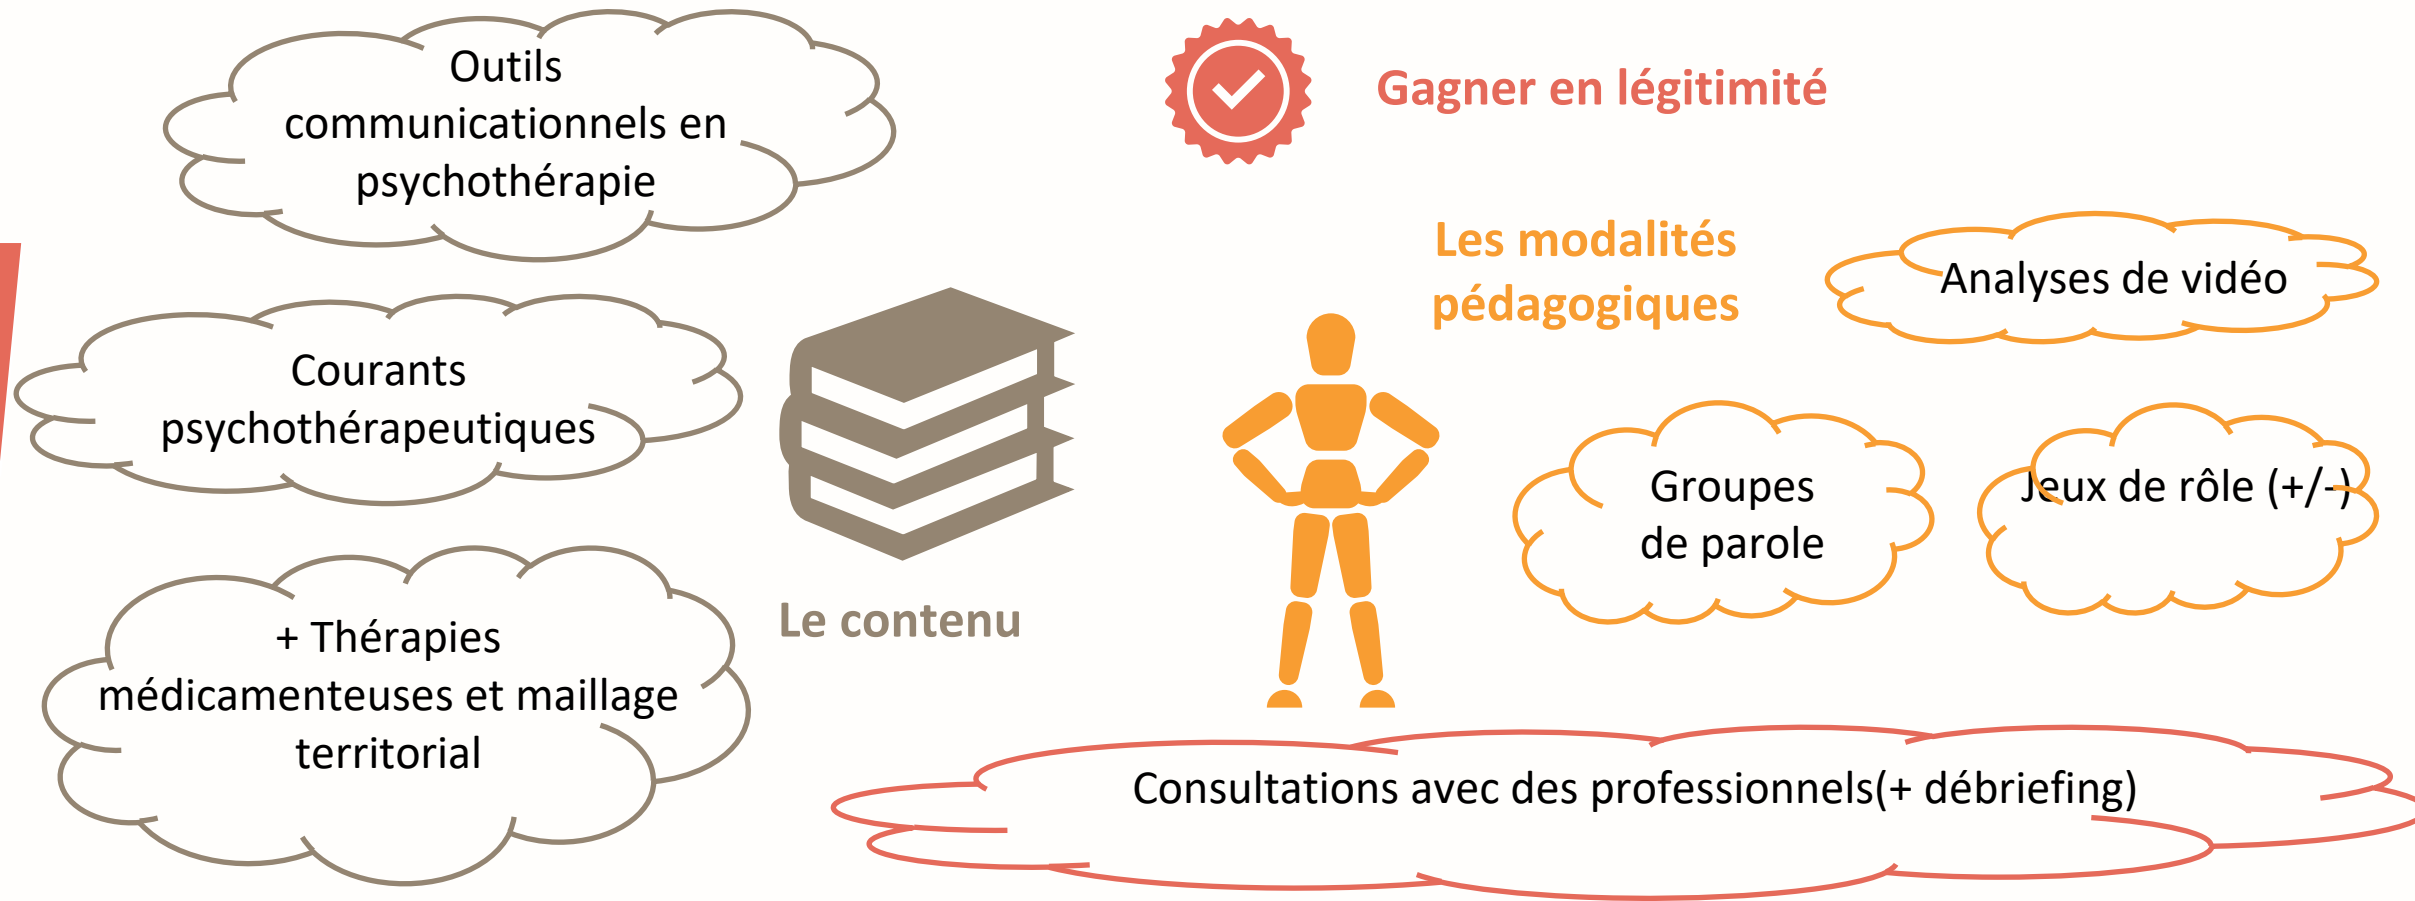 Outils
communicationnels en
psychothérapie
Courants
psychothérapeutiques
+ Thérapies
médicamenteuses et maillage
territorial
Le contenu
Gagner en légitimité
Les modalités
pédagogiques
Analyses de vidéo
Groupes
de parole
Jeux de rôle (+/-)
Consultations avec des professionnels(+ débriefing)